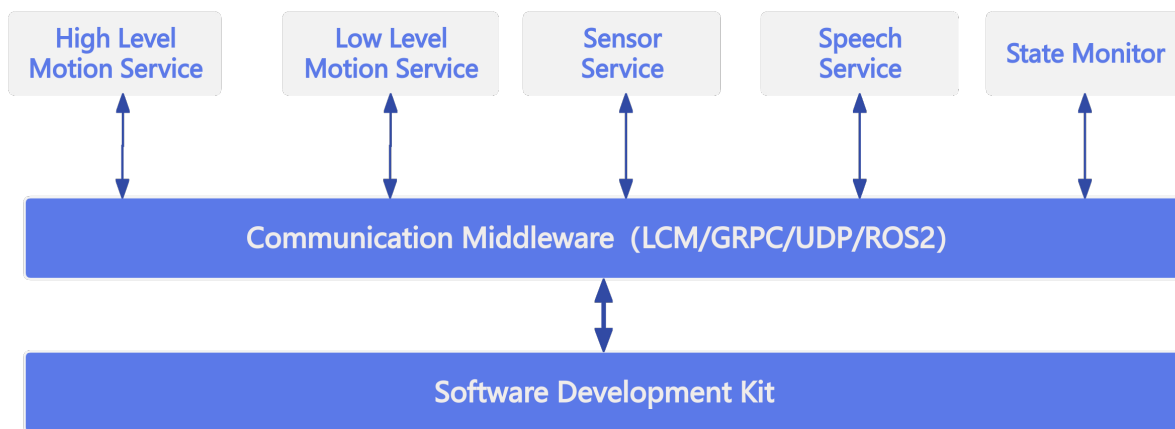 High Level
Motion Service
Low Level
Motion Service
Sensor
Service
Speech
Service
State Monitor
Communication Middleware (LCM/GRPC/UDP/ROS2)
Software Development Kit